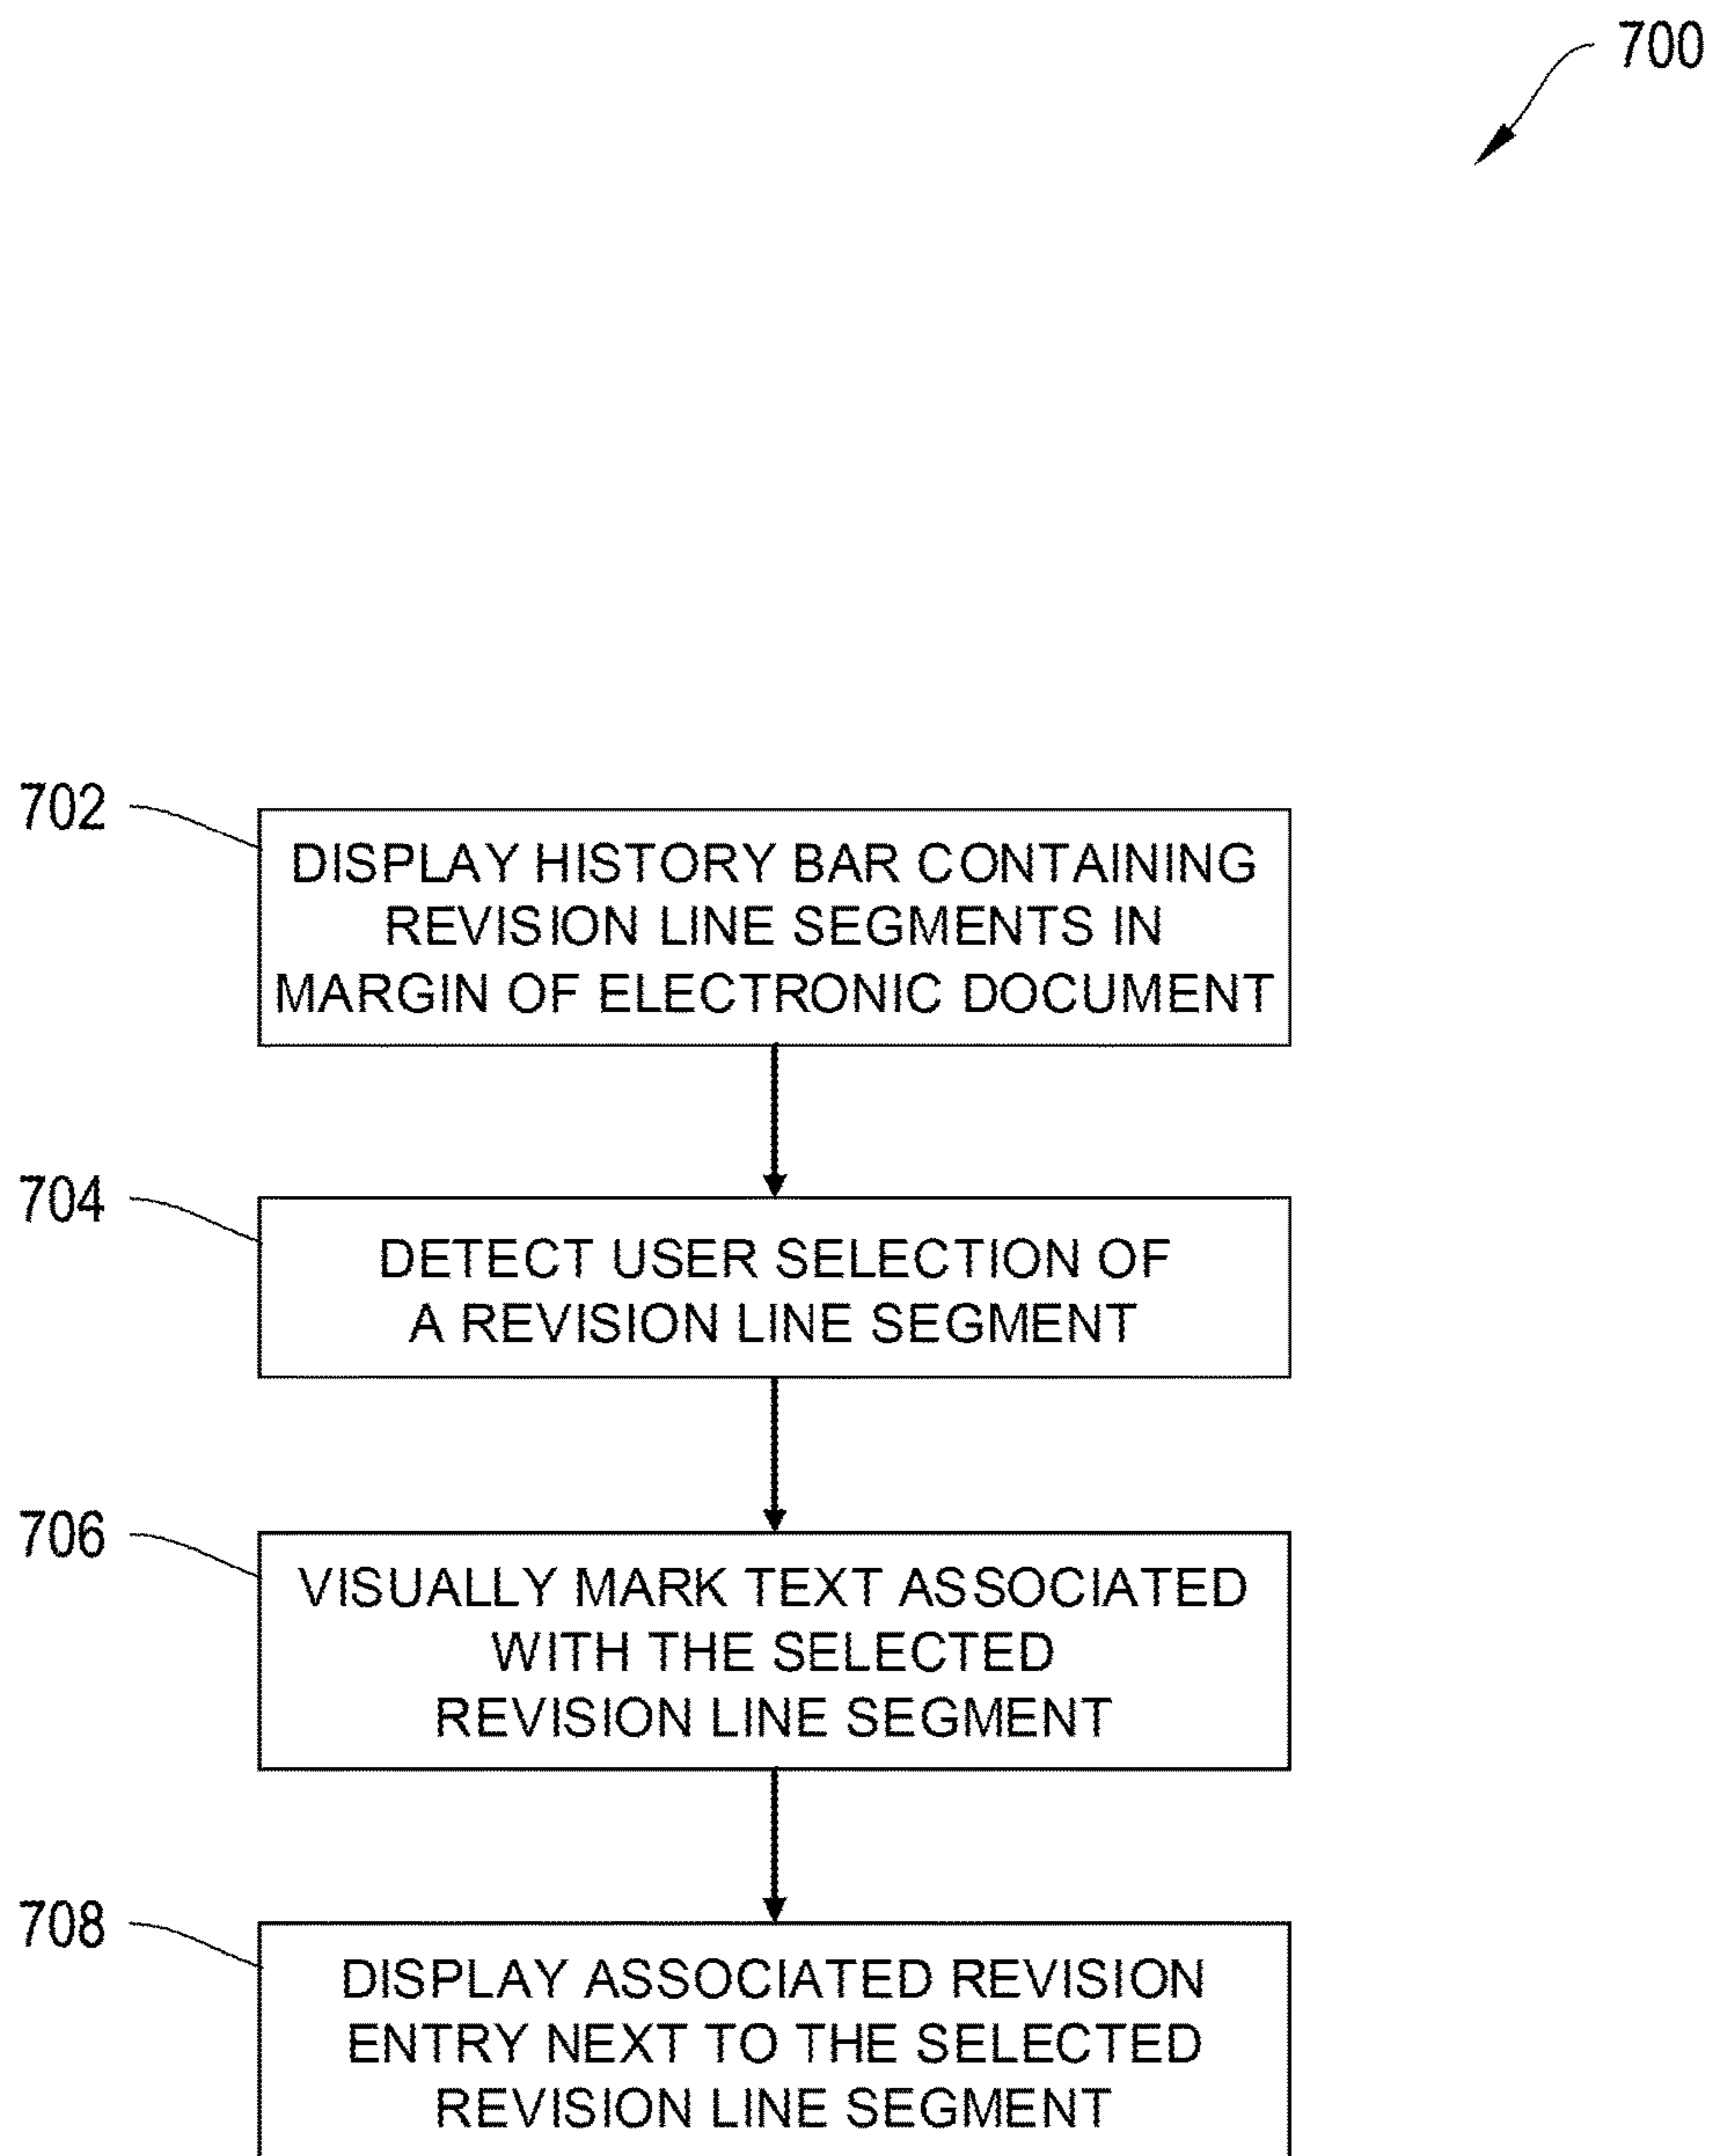 700
702
DISPLAY HISTORY BAR CONTAINING
REVISION LINE SEGMENTS IN
MARGIN OF ELECTRONIC DOCUMENT
704
DETECT USER SELECTION OF
A REVISION LINE SEGMENT
706
VISUALLY MARK TEXT ASSOCIATED
WITH THE SELECTED
REVISION LINE SEGMENT
708
DISPLAY ASSOCIATED REVISION
ENTRY NEXT TO THE SELECTED
REVISION LINE SEGMENT